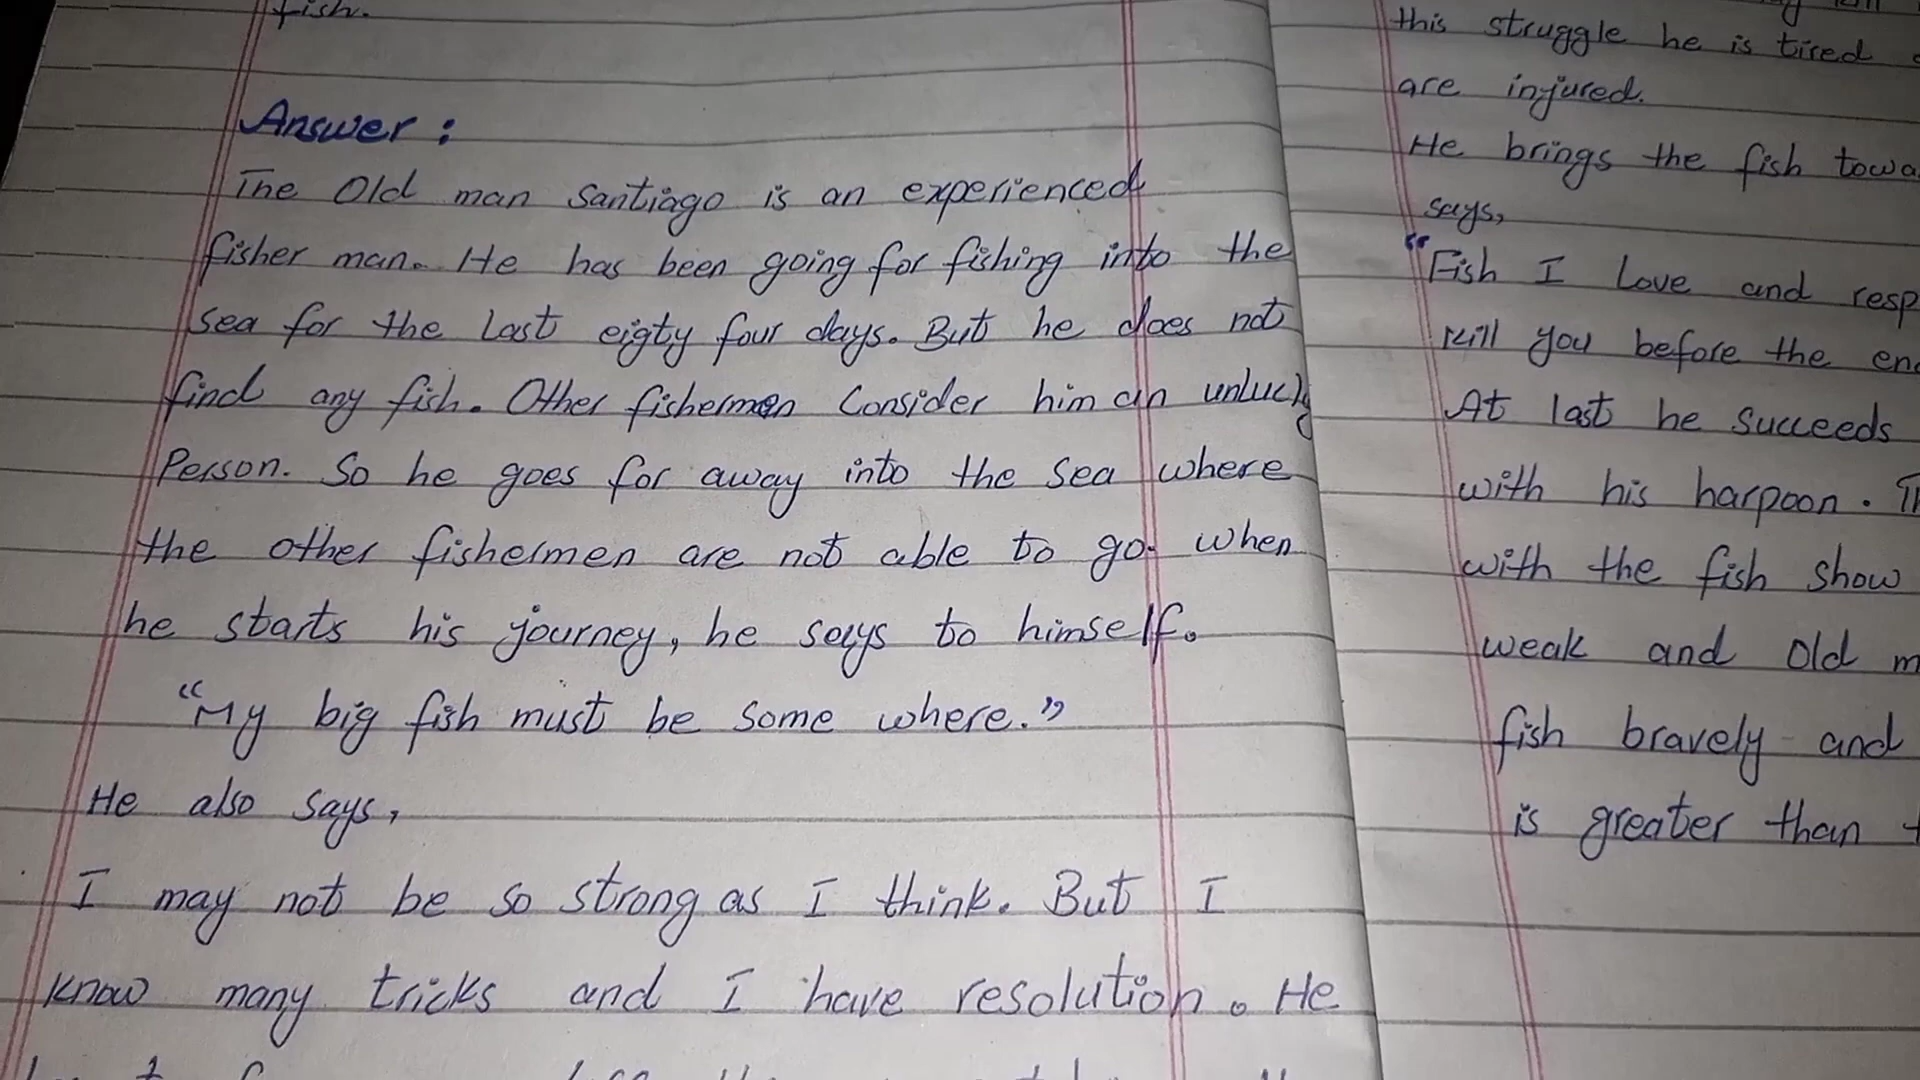 fish.
Answer :
The Old man Santiago is an experienced
fisher man. He has been going for fishing into the
sea for the last eigty four days. But he does not
find any fish. Other fishermen Consider him an unlucky
Person. So he goes for away into the sea where
the other fishermen are not able to go. when
he starts his journey, he says to himself.
“My big fish must be some where.”
He also says,
I may not be so strong as I think. But I
know many tricks and I have resolution. He
this struggle he is tired
are injured.
He brings the fish towa
says,
“Fish I Love and resp
Kill you before the en
At last he succeeds
with his harpoon. Th
with the fish show
weak and old m
fish bravely and
is greater than t